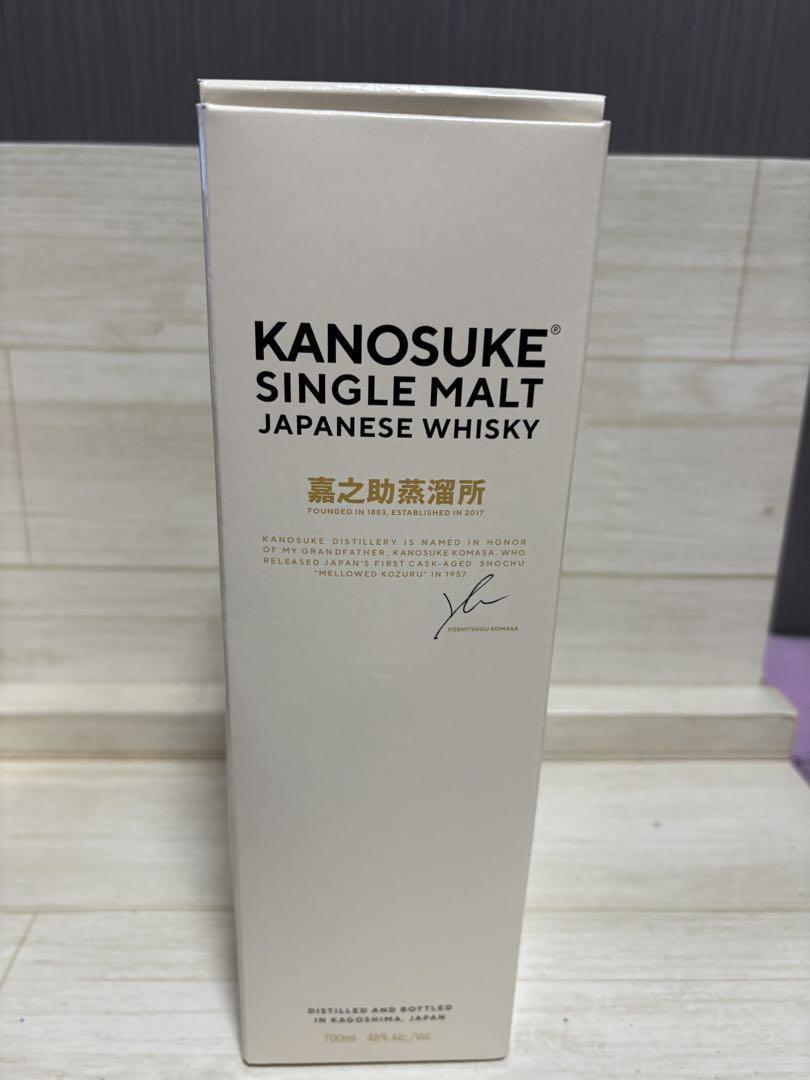 KANOSUKE®
SINGLE MALT
JAPANESE WHISKY
嘉之助蒸溜所
FOUNDED IN 1883, ESTABLISHED IN 2017
KANOSUKE DISTILLERY IS NAMED IN HONOR
OF MY GRANDFATHER, KANOSUKE KOMASA, WHO
RELEASED JAPAN'S FIRST CASK-AGED SHOCHU
"MELLOWED KOZURU" IN 1957.
YOSHITSUGU KOMASA
DISTILLED AND BOTTLED
IN KAGOSHIMA, JAPAN
700ml 48% Alc./Vol.